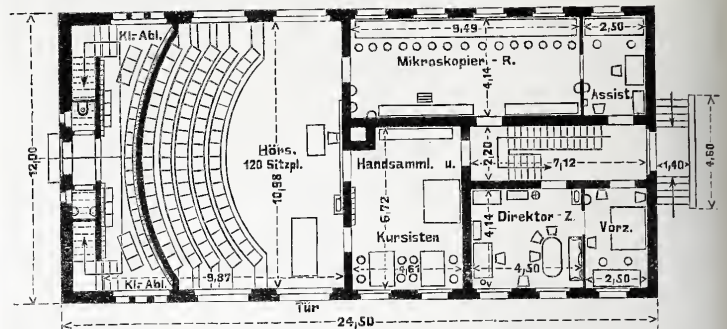 Kl.-Abl.
9,49
2,50
Mikroskopier - R.
4,14
Assist.
12,00
Hörs.
120 Sitzpl.
10,98
Handsamml. u.
2,20
7,12
1,40
4,60
6,72
4,14
Direktor - Z.
Vorz.
Kursisten
4,61
4,50
2,50
Kl.-Abl.
9,87
Tür
24,50